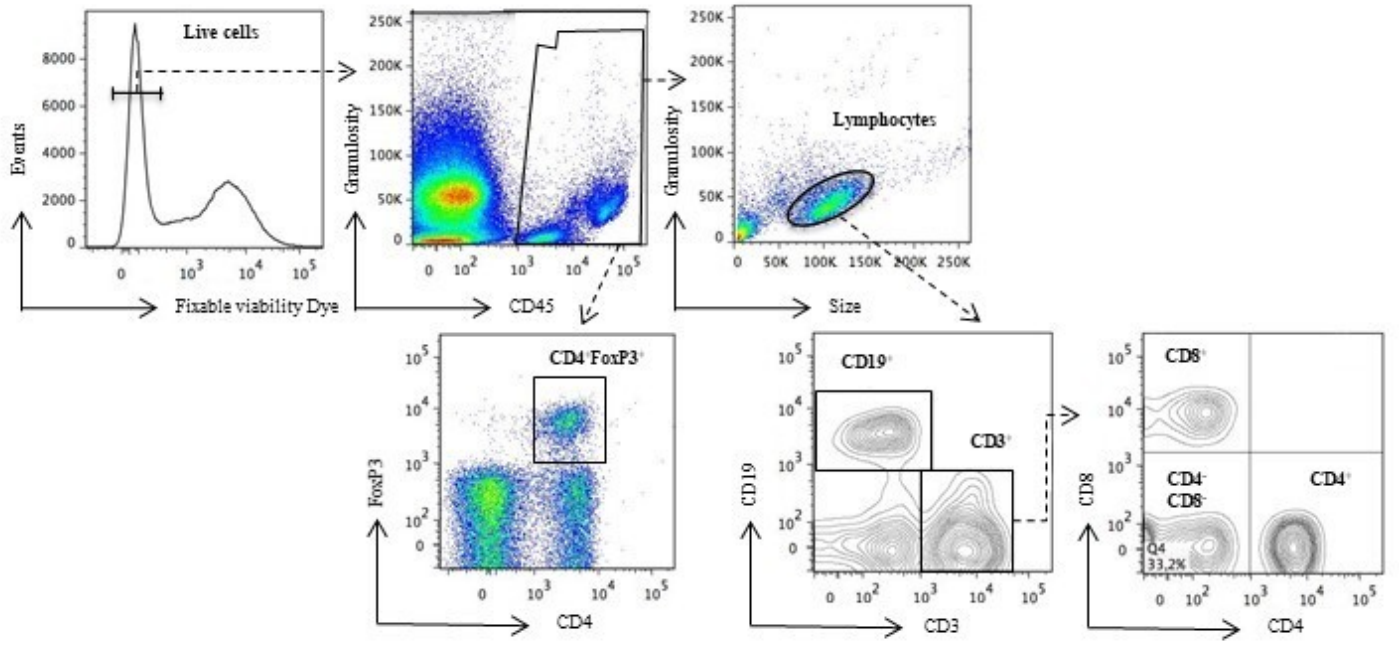 Live cells
Events
8000
6000
4000
2000
0
0 10³ 10⁴ 10⁵
Fixable viability Dye
Granulosity
250K
200K
150K
100K
50K
0
0 10² 10³ 10⁴ 10⁵
CD45
Lymphocytes
Granulosity
250K
200K
150K
100K
50K
0
0 50K 100K 150K 200K 250K
Size
CD4⁺FoxP3⁺
FoxP3
10⁵
10⁴
10³
10²
0
0 10³ 10⁴ 10⁵
CD4
CD19⁺
CD3⁺
CD19
10⁵
10⁴
10³
10²
0
0 10² 10³ 10⁴ 10⁵
CD3
CD8⁺
CD4⁻
CD8⁻
CD4⁺
Q4
33,2%
CD8
10⁵
10⁴
10³
10²
0
0 10² 10³ 10⁴ 10⁵
CD4